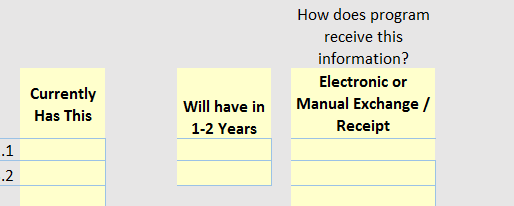 How does program
receive this
information?
Currently
Has This
Will have in
1-2 Years
Electronic or
Manual Exchange /
Receipt
.1
.2